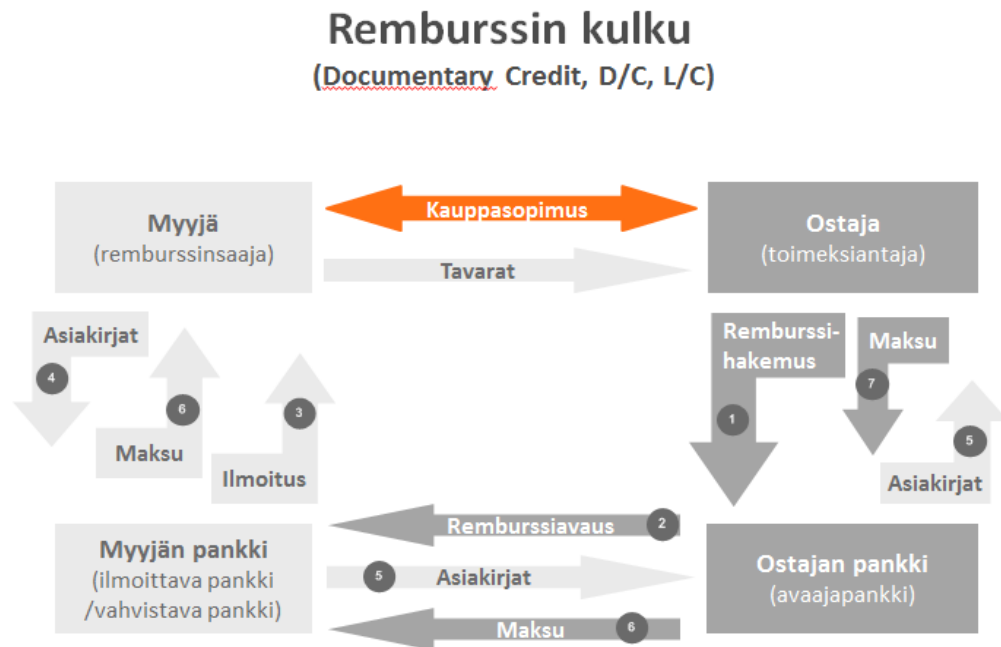 Remburssin kulku
(Documentary Credit, D/C, L/C)
Myyjä
(remburssinsaaja)
Kauppasopimus
Tavarat
Ostaja
(toimeksiantaja)
Asiakirjat
4
6
Maksu
3
Ilmoitus
Remburssi-
hakemus
1
Maksu
7
5
Asiakirjat
Myyjän pankki
(ilmoittava pankki
/vahvistava pankki)
Remburssiavaus 2
5 Asiakirjat
Maksu 6
Ostajan pankki
(avaajapankki)